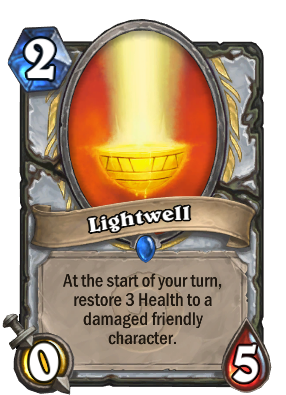 2
Lightwell
At the start of your turn,
restore 3 Health to a
damaged friendly
character.
0
5